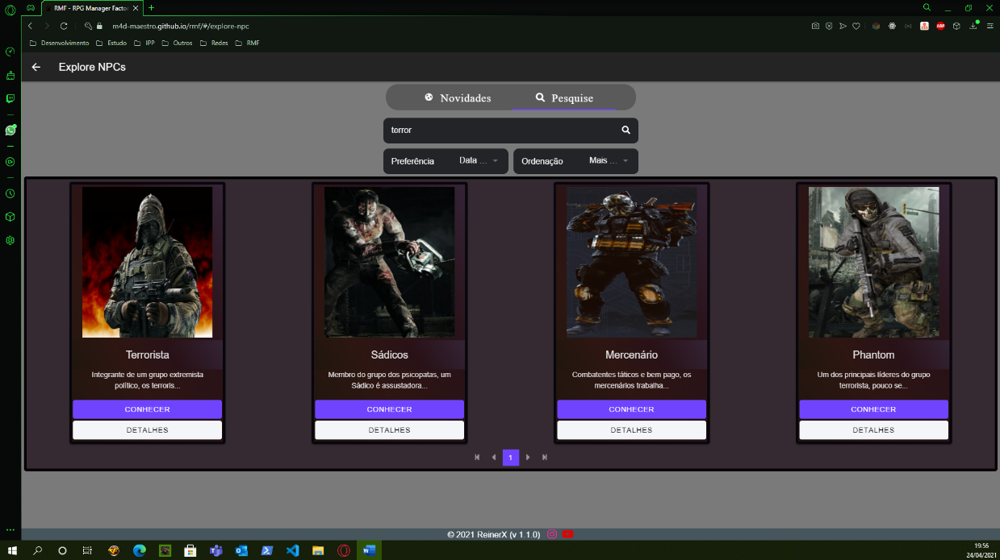 RMF - RPG Manager Factor
m4d-maestro.github.io/rmf/#/explore-npc
Desenvolvimento Estudo IPP Outros Redes RMF
Explore NPCs
Novidades Pesquise
terror
Preferência Data ... Ordenação Mais ...
Terrorista
Integrante de um grupo extremista
político, os terroris...
CONHECER
DETALHES
Sádicos
Membro do grupo dos psicopatas, um
Sádico é assustadora...
CONHECER
DETALHES
Mercenário
Combatentes táticos e bem pago, os
mercenários trabalha...
CONHECER
DETALHES
Phantom
Um dos principais líderes do grupo
terrorista, pouco se...
CONHECER
DETALHES
1
© 2021 ReinerX (v 1.1.0)
19:56
24/04/2021